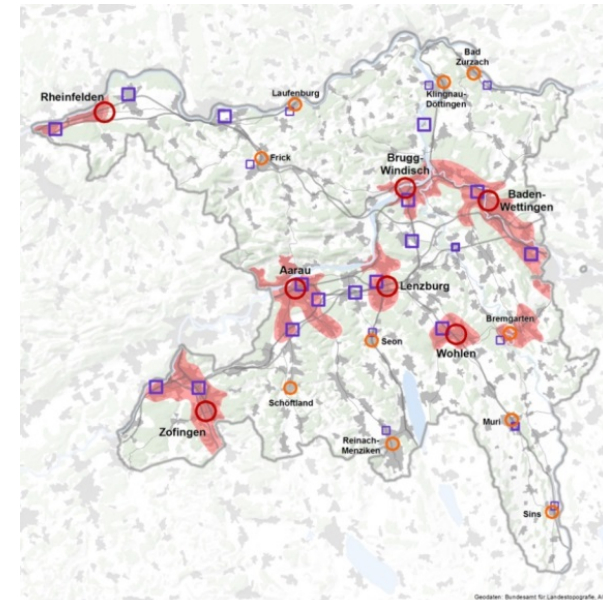 Bad
Zurzach
Rheinfelden
Laufenburg
Klingnau-
Döttingen
Frick
Brugg-
Windisch
Baden-
Wettingen
Aarau
Lenzburg
Bremgarten
Seon
Wohlen
Schöftland
Zofingen
Muri
Reinach-
Menziken
Sins
Geodaten: Bundesamt für Landestopografie, A